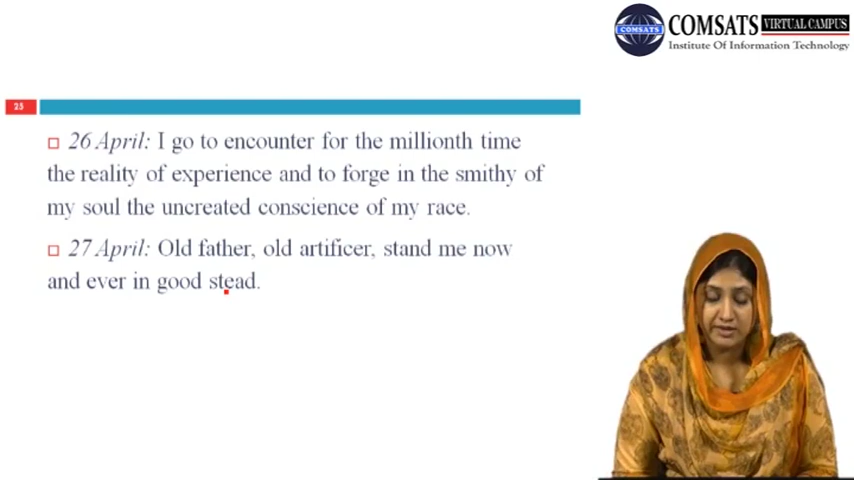 COMSATS
COMSATS VIRTUAL CAMPUS
Institute Of Information Technology
25
26 April: I go to encounter for the millionth time
the reality of experience and to forge in the smithy of
my soul the uncreated conscience of my race.
27 April: Old father, old artificer, stand me now
and ever in good stead.